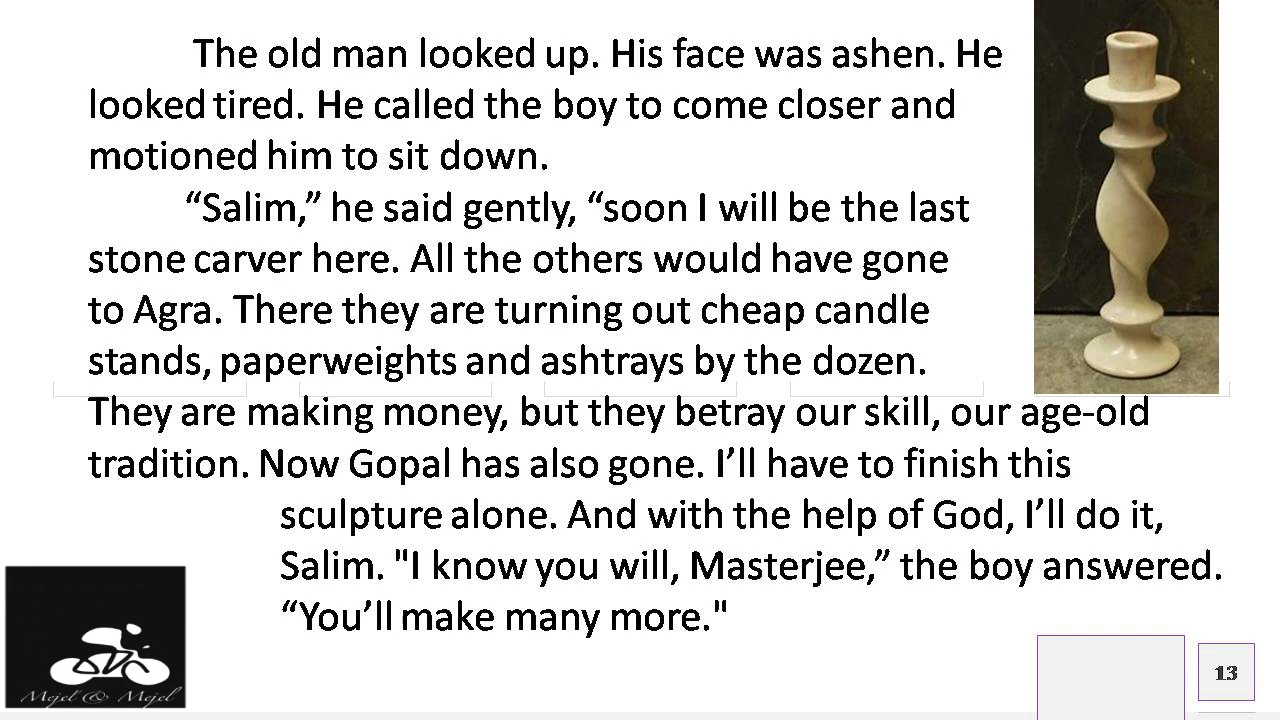 The old man looked up. His face was ashen. He
looked tired. He called the boy to come closer and
motioned him to sit down.
“Salim,” he said gently, “soon I will be the last
stone carver here. All the others would have gone
to Agra. There they are turning out cheap candle
stands, paperweights and ashtrays by the dozen.
They are making money, but they betray our skill, our age-old
tradition. Now Gopal has also gone. I’ll have to finish this
sculpture alone. And with the help of God, I’ll do it,
Salim. "I know you will, Masterjee,” the boy answered.
“You’ll make many more."
Mejel & Mejel
13